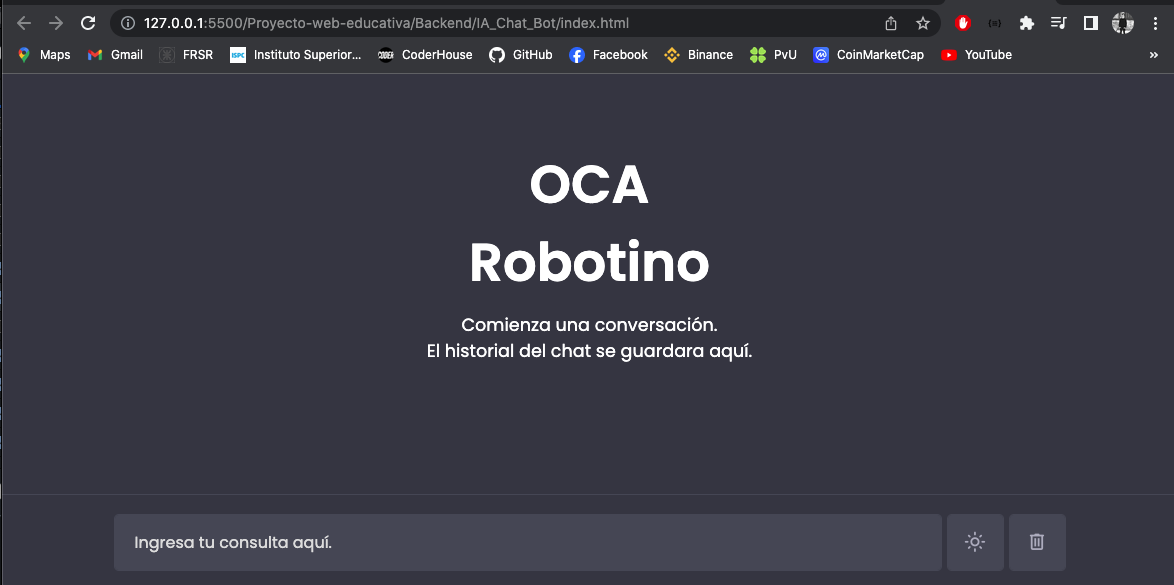 127.0.0.1:5500/Proyecto-web-educativa/Backend/IA_Chat_Bot/index.html
Maps Gmail FRSR ISPC Instituto Superior... CODER CoderHouse GitHub Facebook Binance PvU CoinMarketCap YouTube »
OCA
Robotino
Comienza una conversación.
El historial del chat se guardara aquí.
Ingresa tu consulta aquí.